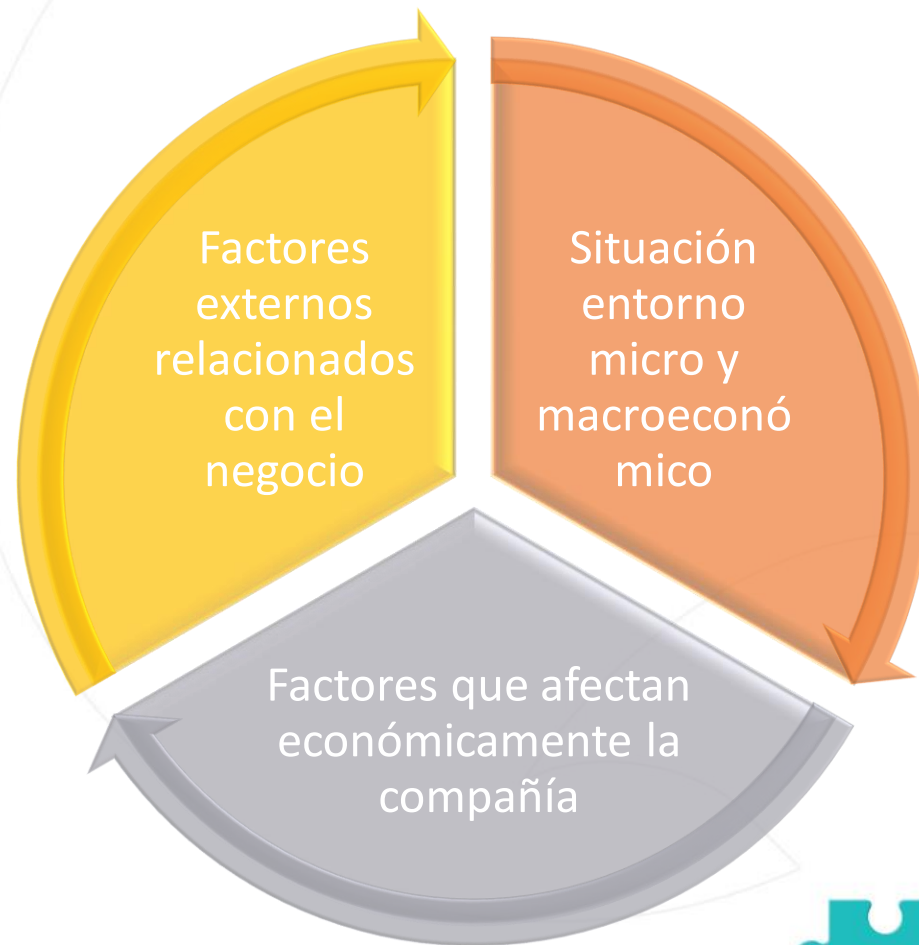 Factores
externos
relacionados
con el
negocio
Situación
entorno
micro y
macroeconó
mico
Factores que afectan
económicamente la
compañía